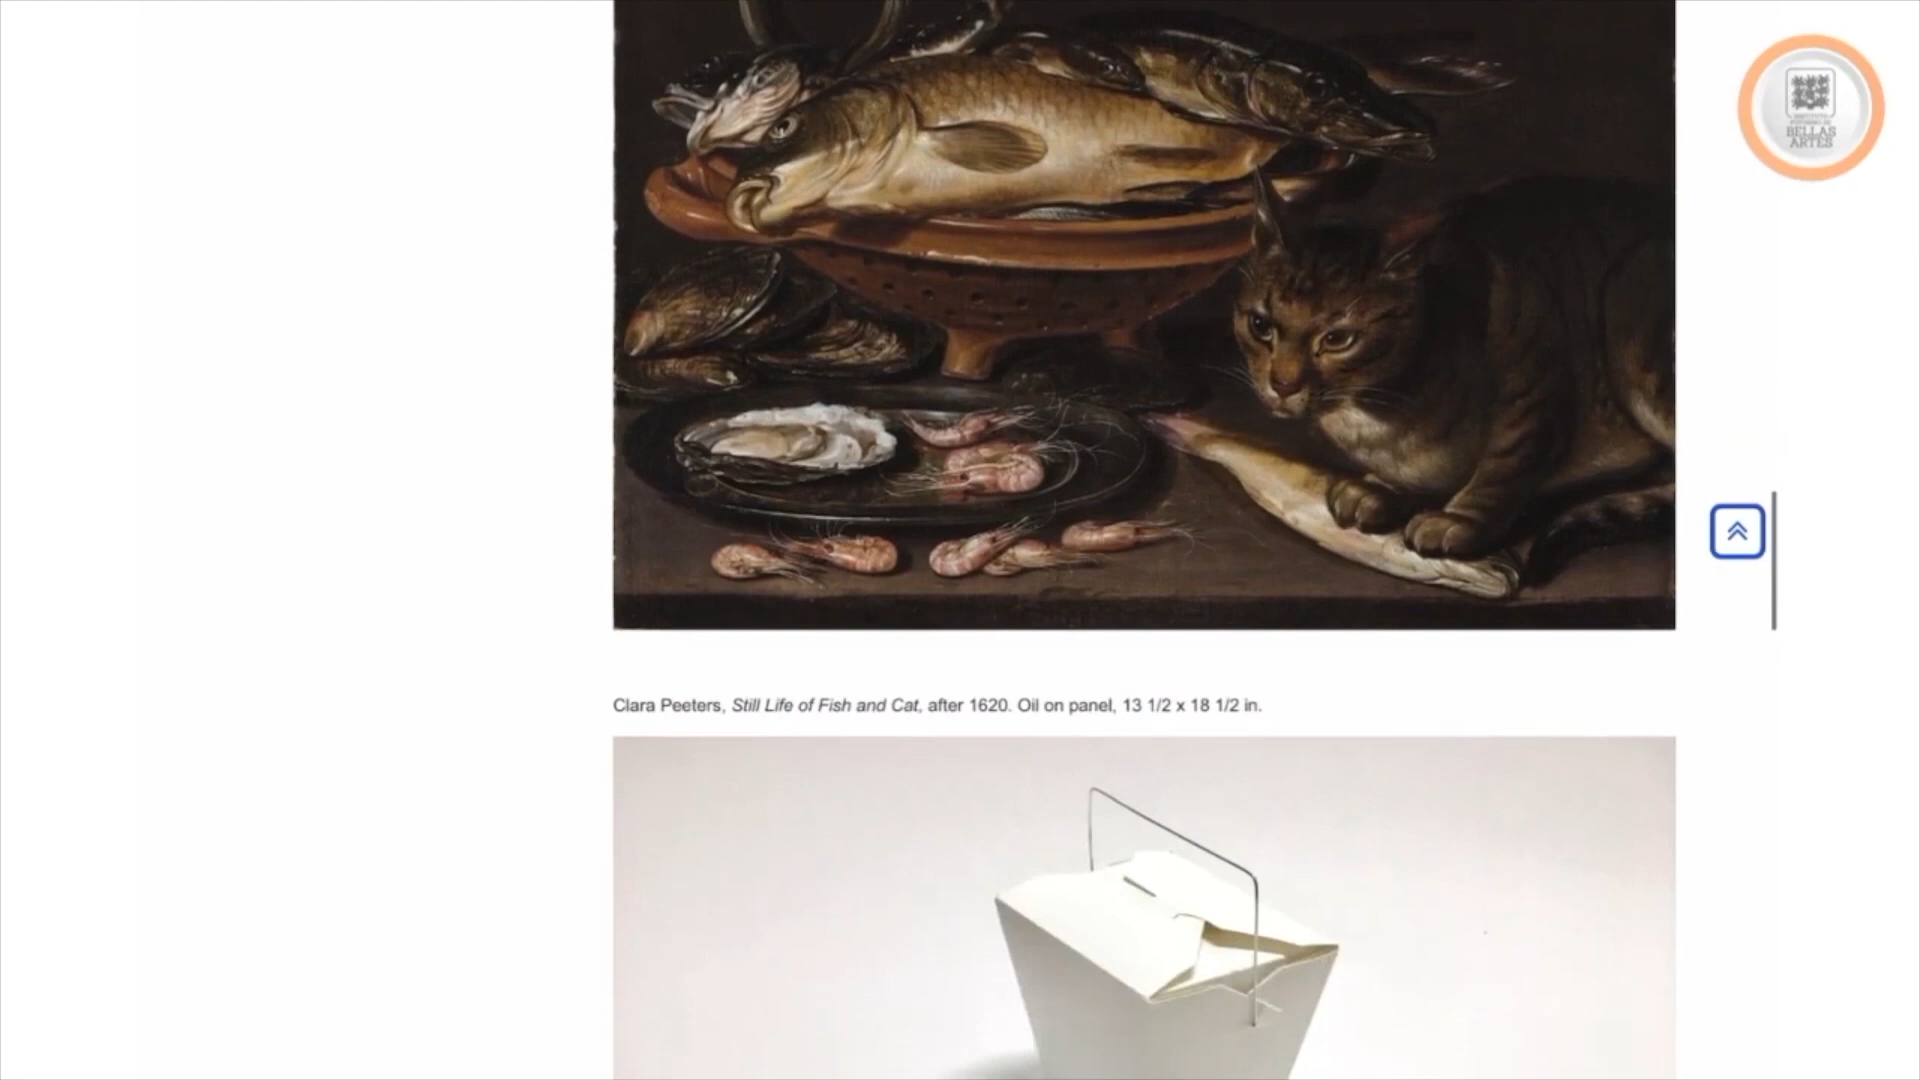 BELLAS
ARTES
Clara Peeters, Still Life of Fish and Cat, after 1620. Oil on panel, 13 1/2 x 18 1/2 in.